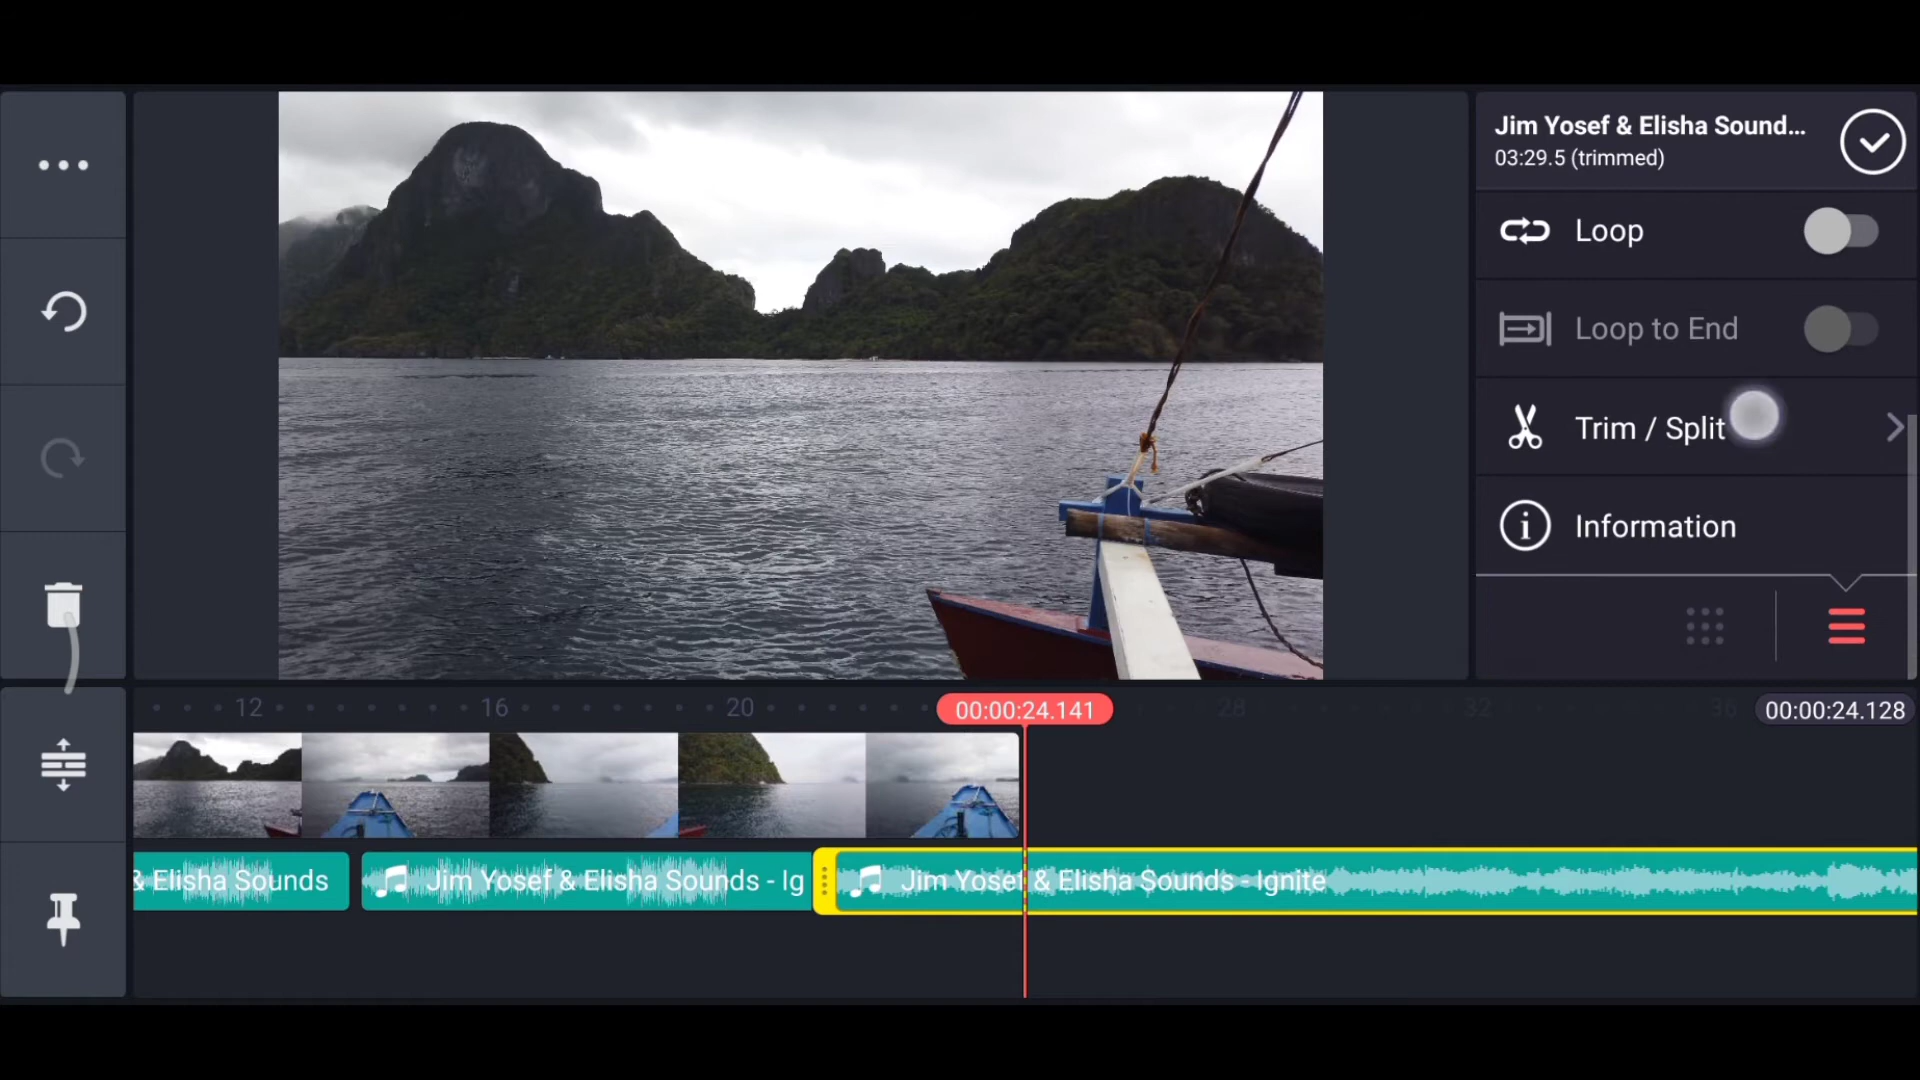 Jim Yosef & Elisha Sound...
03:29.5 (trimmed)
Loop
Loop to End
Trim / Split
Information
12
16
20
00:00:24.141
28
32
36
00:00:24.128
& Elisha Sounds
Jim Yosef & Elisha Sounds - Ig
Jim Yosef & Elisha Sounds - Ignite